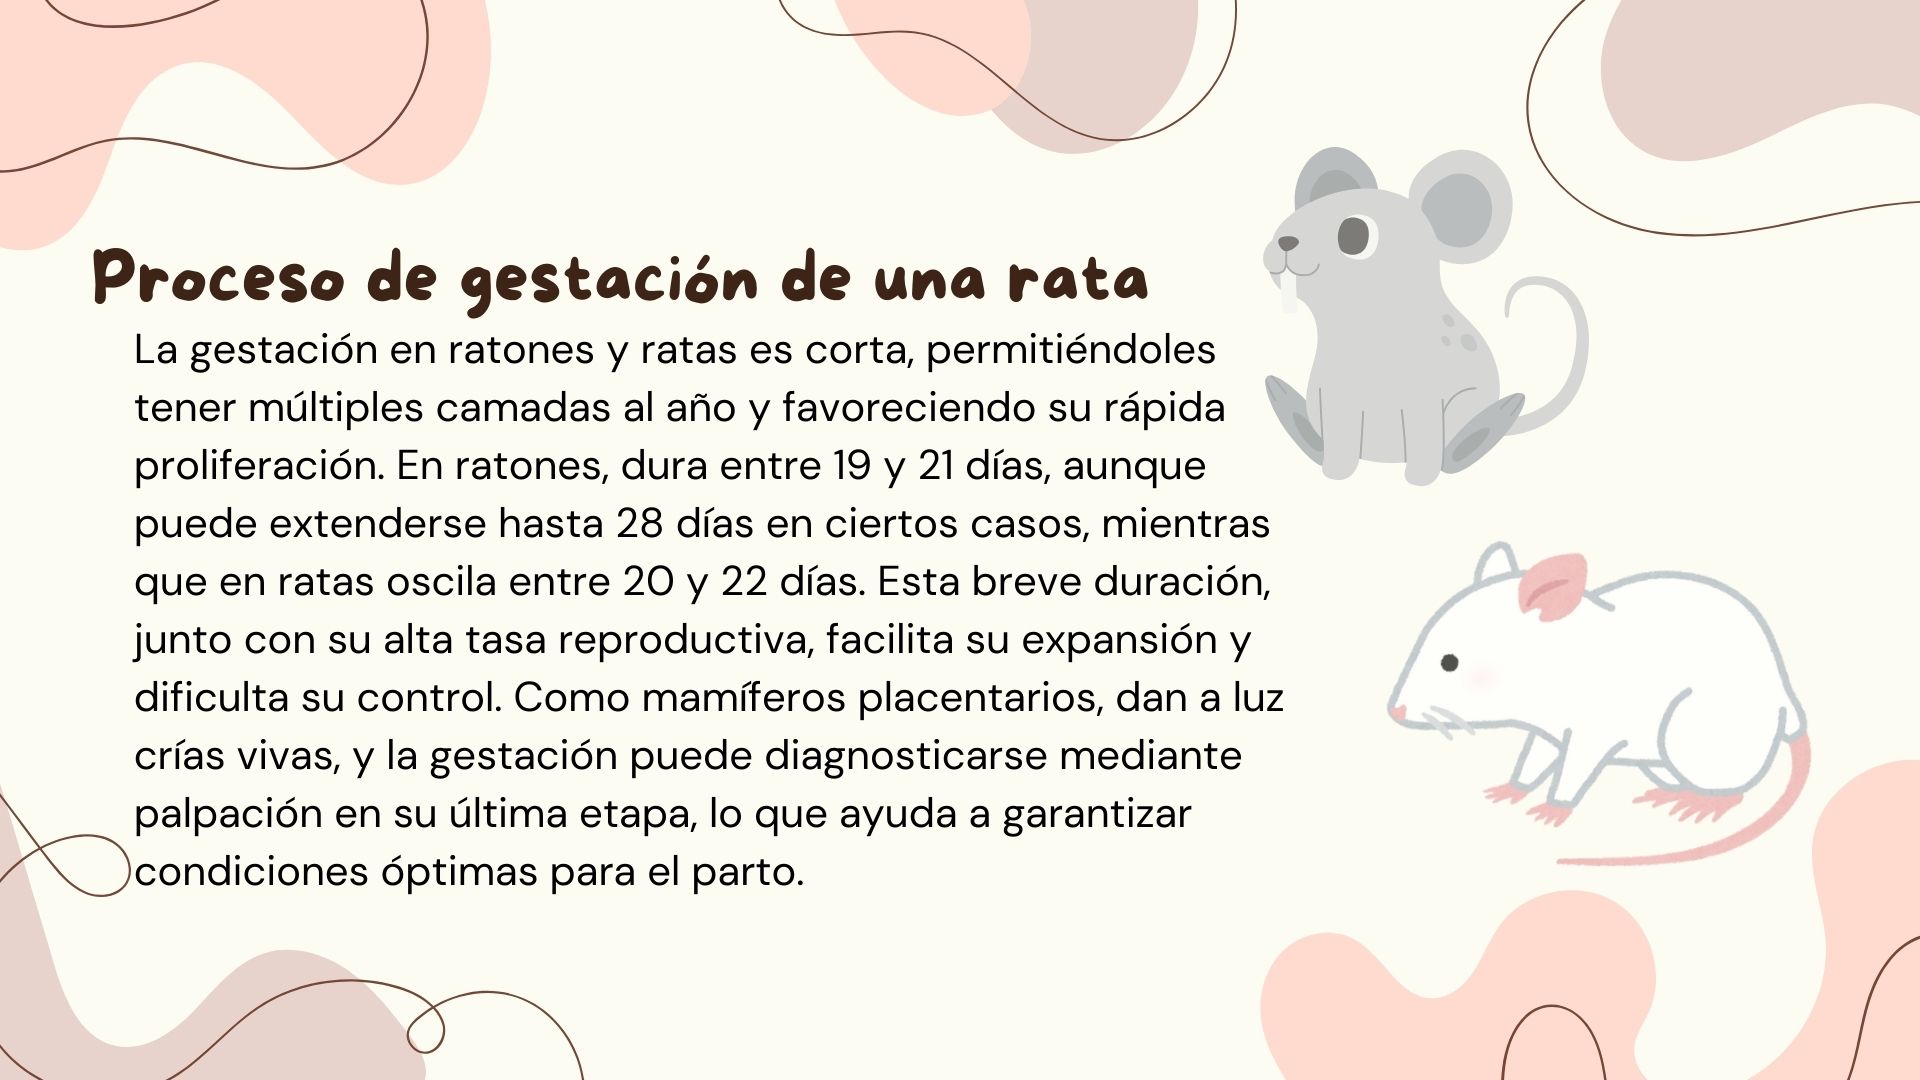 Proceso de gestación de una rata
La gestación en ratones y ratas es corta, permitiéndoles
tener múltiples camadas al año y favoreciendo su rápida
proliferación. En ratones, dura entre 19 y 21 días, aunque
puede extenderse hasta 28 días en ciertos casos, mientras
que en ratas oscila entre 20 y 22 días. Esta breve duración,
junto con su alta tasa reproductiva, facilita su expansión y
dificulta su control. Como mamíferos placentarios, dan a luz
crías vivas, y la gestación puede diagnosticarse mediante
palpación en su última etapa, lo que ayuda a garantizar
condiciones óptimas para el parto.